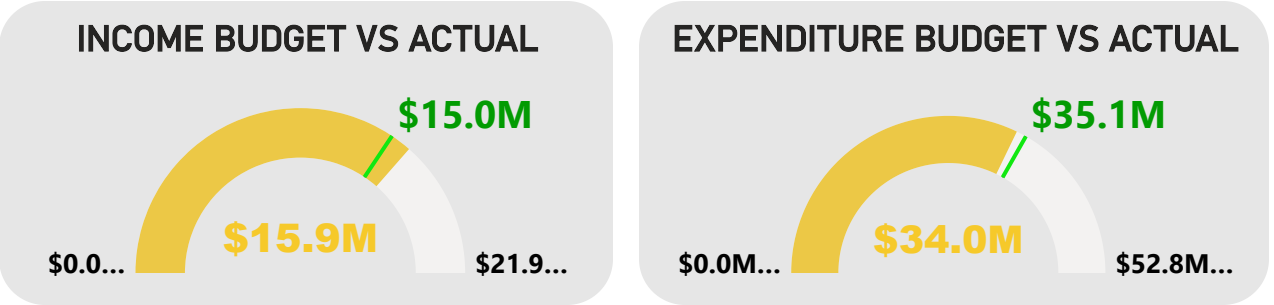 INCOME BUDGET VS ACTUAL
$15.0M
$15.9M
$0.0...
$21.9...
EXPENDITURE BUDGET VS ACTUAL
$35.1M
$34.0M
$0.0M...
$52.8M...